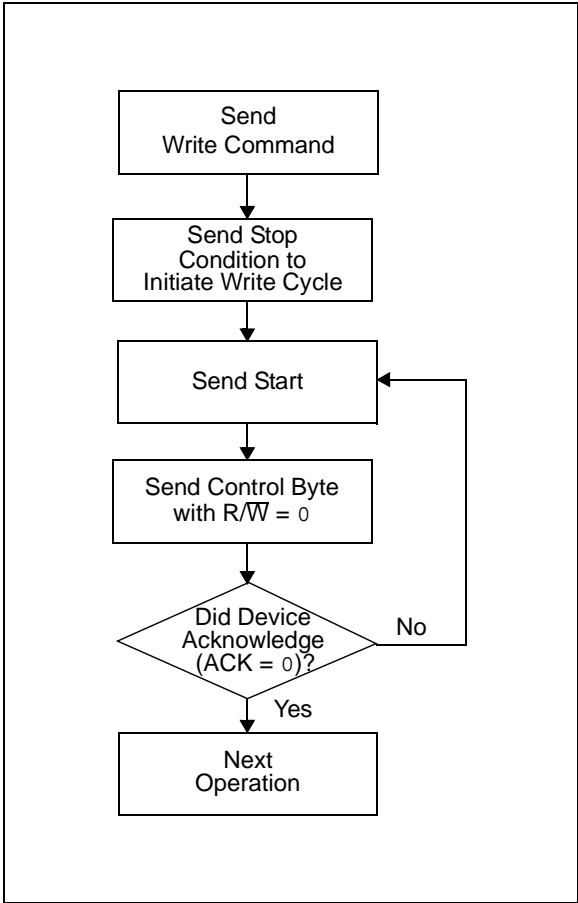 Send
Write Command
Send Stop
Condition to
Initiate Write Cycle
Send Start
Send Control Byte
with R/W̅ = 0
Did Device
Acknowledge
(ACK = 0)?
No
Yes
Next
Operation